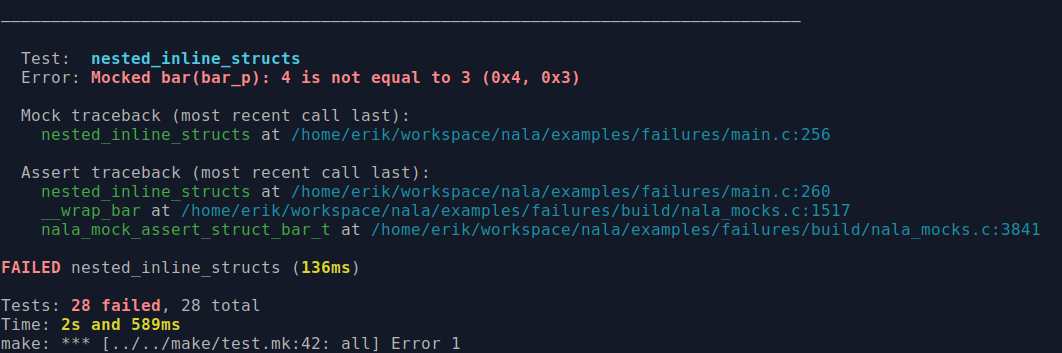 Test:  nested_inline_structs
Error: Mocked bar(bar_p): 4 is not equal to 3 (0x4, 0x3)
Mock traceback (most recent call last):
nested_inline_structs at /home/erik/workspace/nala/examples/failures/main.c:256
Assert traceback (most recent call last):
nested_inline_structs at /home/erik/workspace/nala/examples/failures/main.c:260
__wrap_bar at /home/erik/workspace/nala/examples/failures/build/nala_mocks.c:1517
nala_mock_assert_struct_bar_t at /home/erik/workspace/nala/examples/failures/build/nala_mocks.c:3841
FAILED nested_inline_structs (136ms)
Tests: 28 failed, 28 total
Time: 2s and 589ms
make: *** [../../make/test.mk:42: all] Error 1